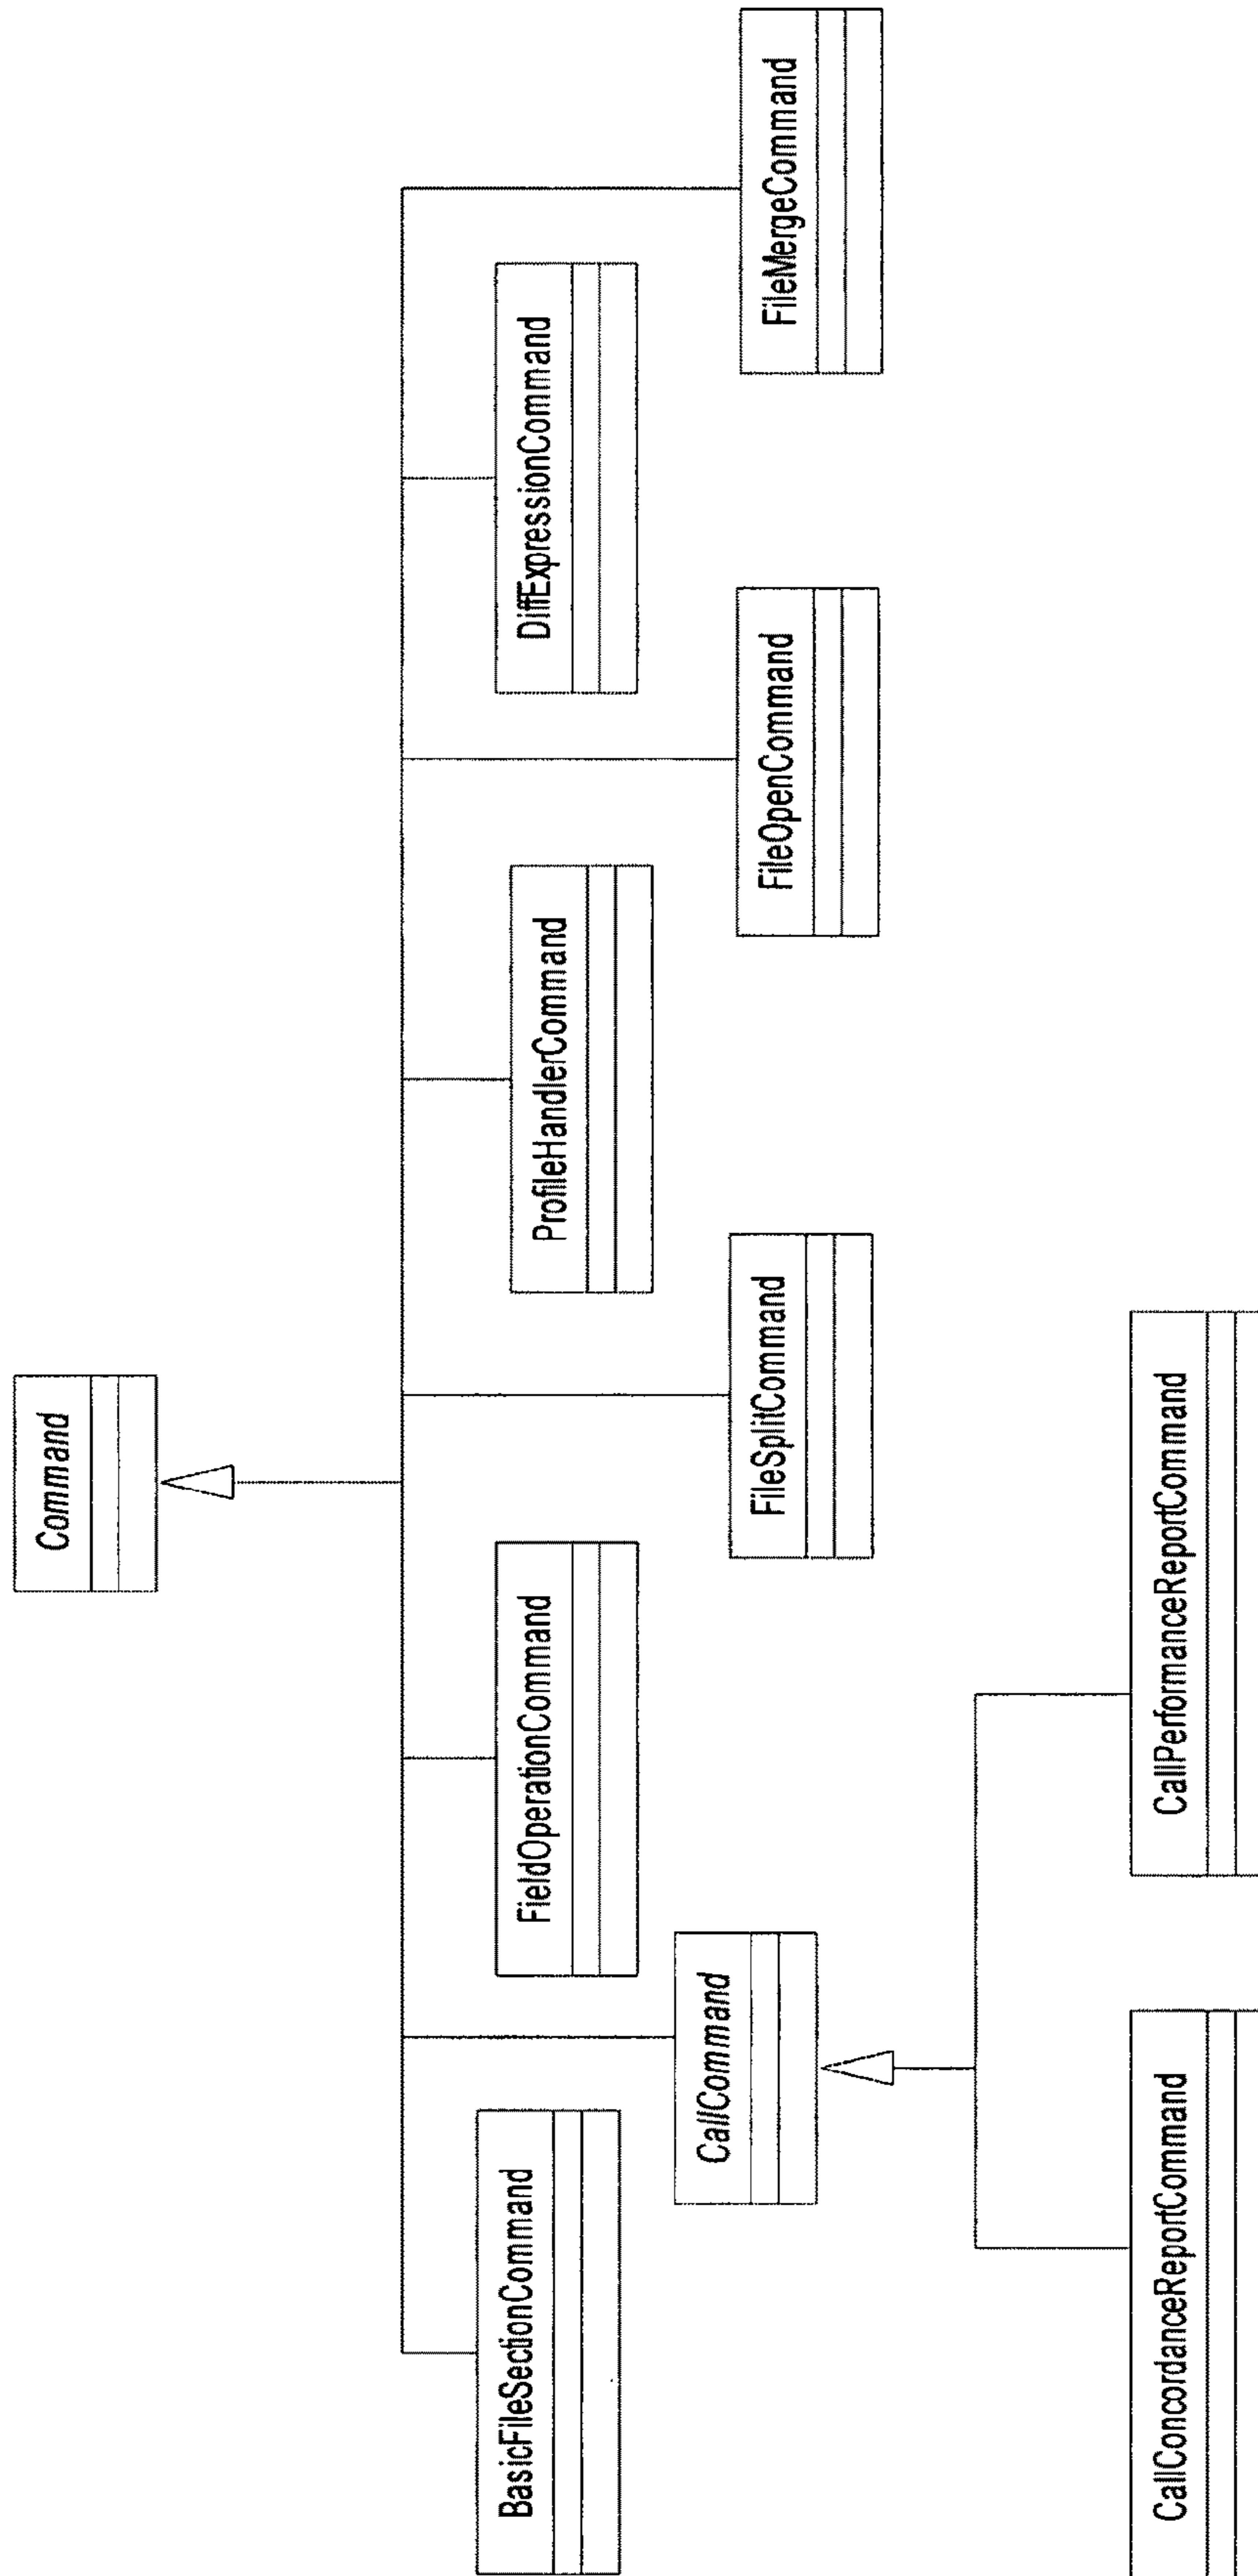 Command
BasicFileSectionCommand
FieldOperationCommand
ProfileHandlerCommand
DiffExpressionCommand
CallCommand
FileSplitCommand
FileOpenCommand
FileMergeCommand
CallConcordanceReportCommand
CallPerformanceReportCommand